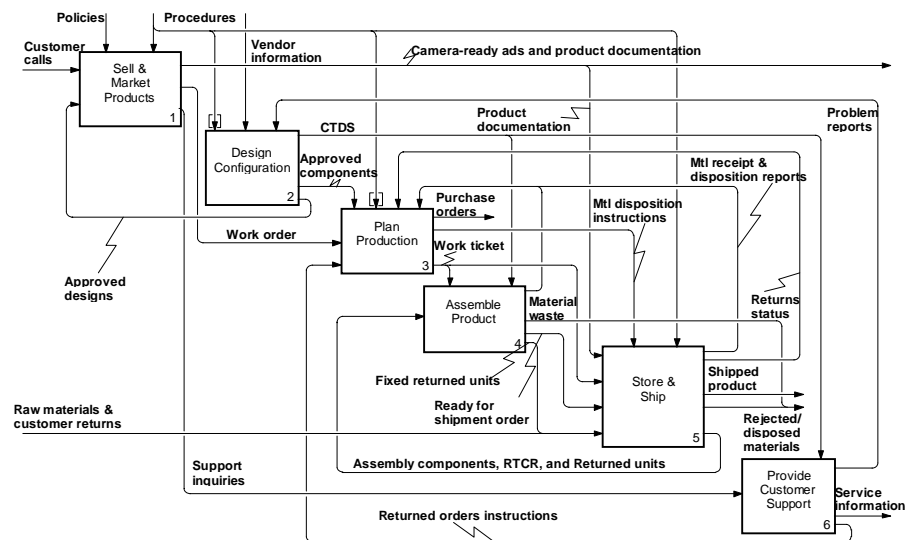 Policies
Procedures
Customer
calls
Vendor
information
Camera-ready ads and product documentation
Sell &
Market
Products
1
Product
documentation
Problem
reports
CTDS
Design
Configuration
2
Approved
components
Mtl receipt &
disposition reports
Purchase
orders
Mtl disposition
instructions
Plan
Production
3
Work order
Work ticket
Approved
designs
Assemble
Product
4
Material
waste
Returns
status
Fixed returned units
Store &
Ship
5
Shipped
product
Ready for
shipment order
Raw materials &
customer returns
Rejected/
disposed
materials
Assembly components, RTCR, and Returned units
Support
inquiries
Provide
Customer
Support
6
Service
information
Returned orders instructions